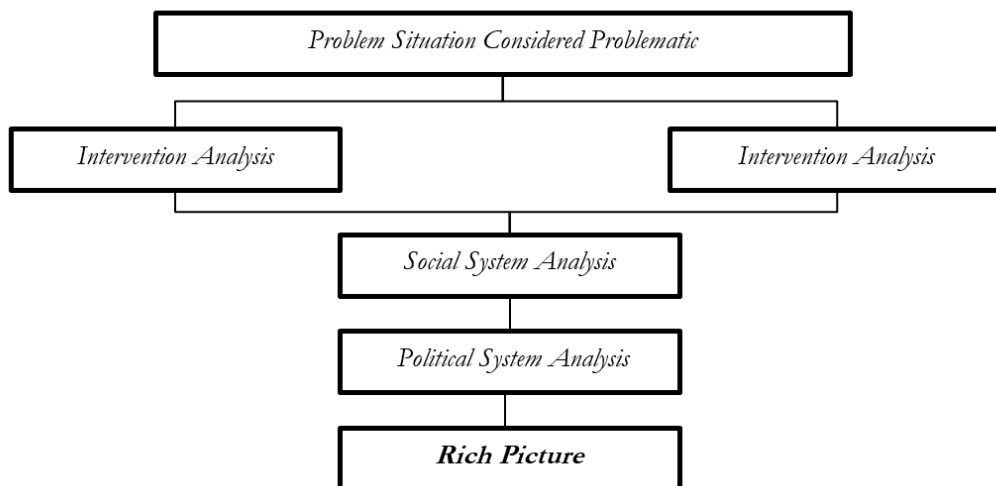 Problem Situation Considered Problematic
Intervention Analysis
Intervention Analysis
Social System Analysis
Political System Analysis
Rich Picture